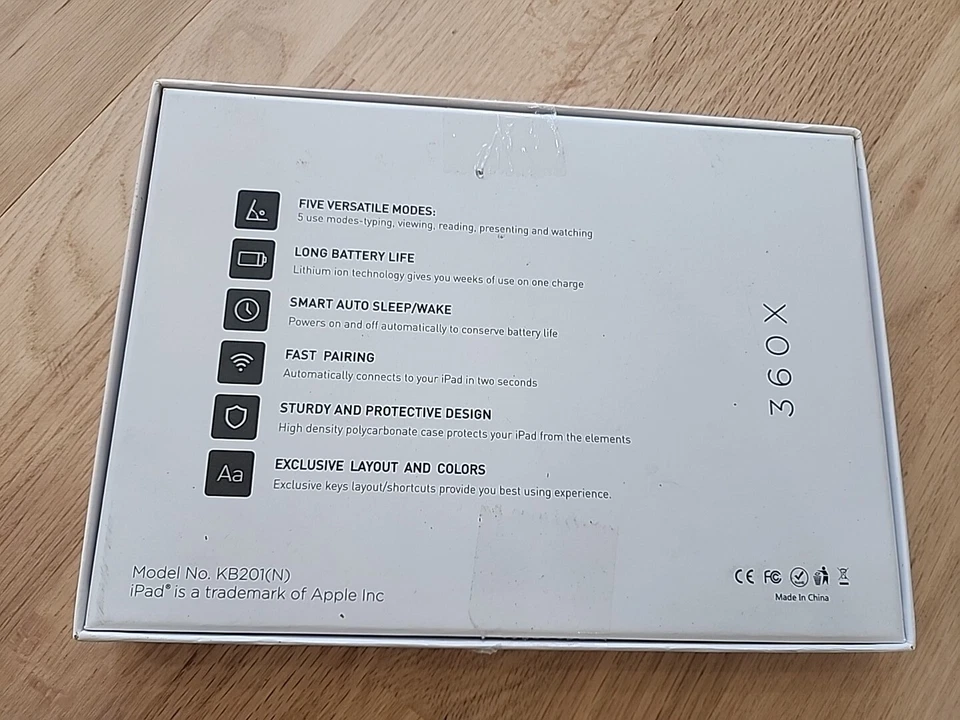 FIVE VERSATILE MODES:
5 use modes-typing, viewing, reading, presenting and watching
LONG BATTERY LIFE
Lithium ion technology gives you weeks of use on one charge
SMART AUTO SLEEP/WAKE
Powers on and off automatically to conserve battery life
FAST PAIRING
Automatically connects to your iPad in two seconds
STURDY AND PROTECTIVE DESIGN
High density polycarbonate case protects your iPad from the elements
Aa
EXCLUSIVE LAYOUT AND COLORS
Exclusive keys layout/shortcuts provide you best using experience.
360X
Model No. KB201(N)
iPad® is a trademark of Apple Inc
CE FC
Made In China